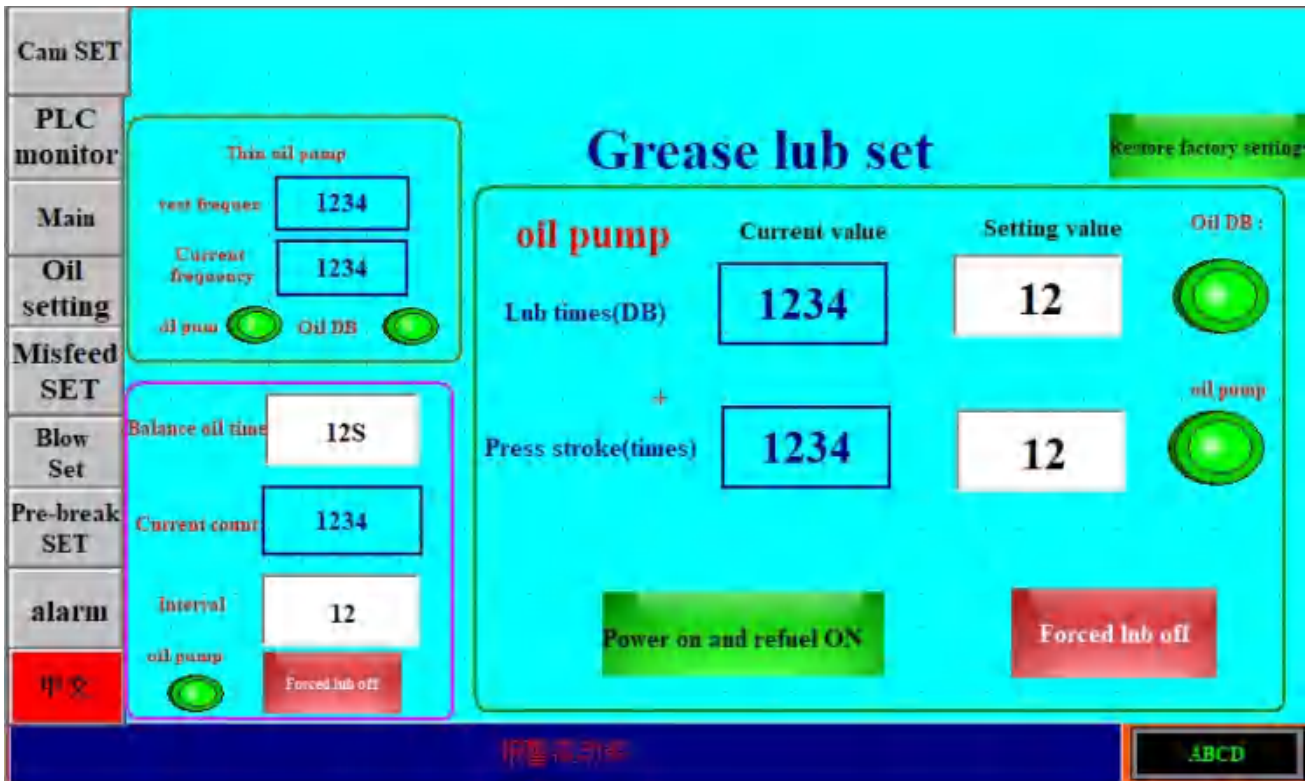 Cam SET
PLC
monitor
Main
Oil
setting
Misfeed
SET
Blow
Set
Pre-break
SET
alarm
中文
Thin oil pump
1234
Current
frequency
1234
oil pum
Oil DB
Balance oil time
12S
Current count
1234
Interval
12
oil pump
Forced lub off
Grease lub set
Restore factory setting
oil pump
Current value
Setting value
Oil DB :
Lub times(DB)
1234
12
+
oil pump
Press stroke(times)
1234
12
Power on and refuel ON
Forced lub off
ABCD